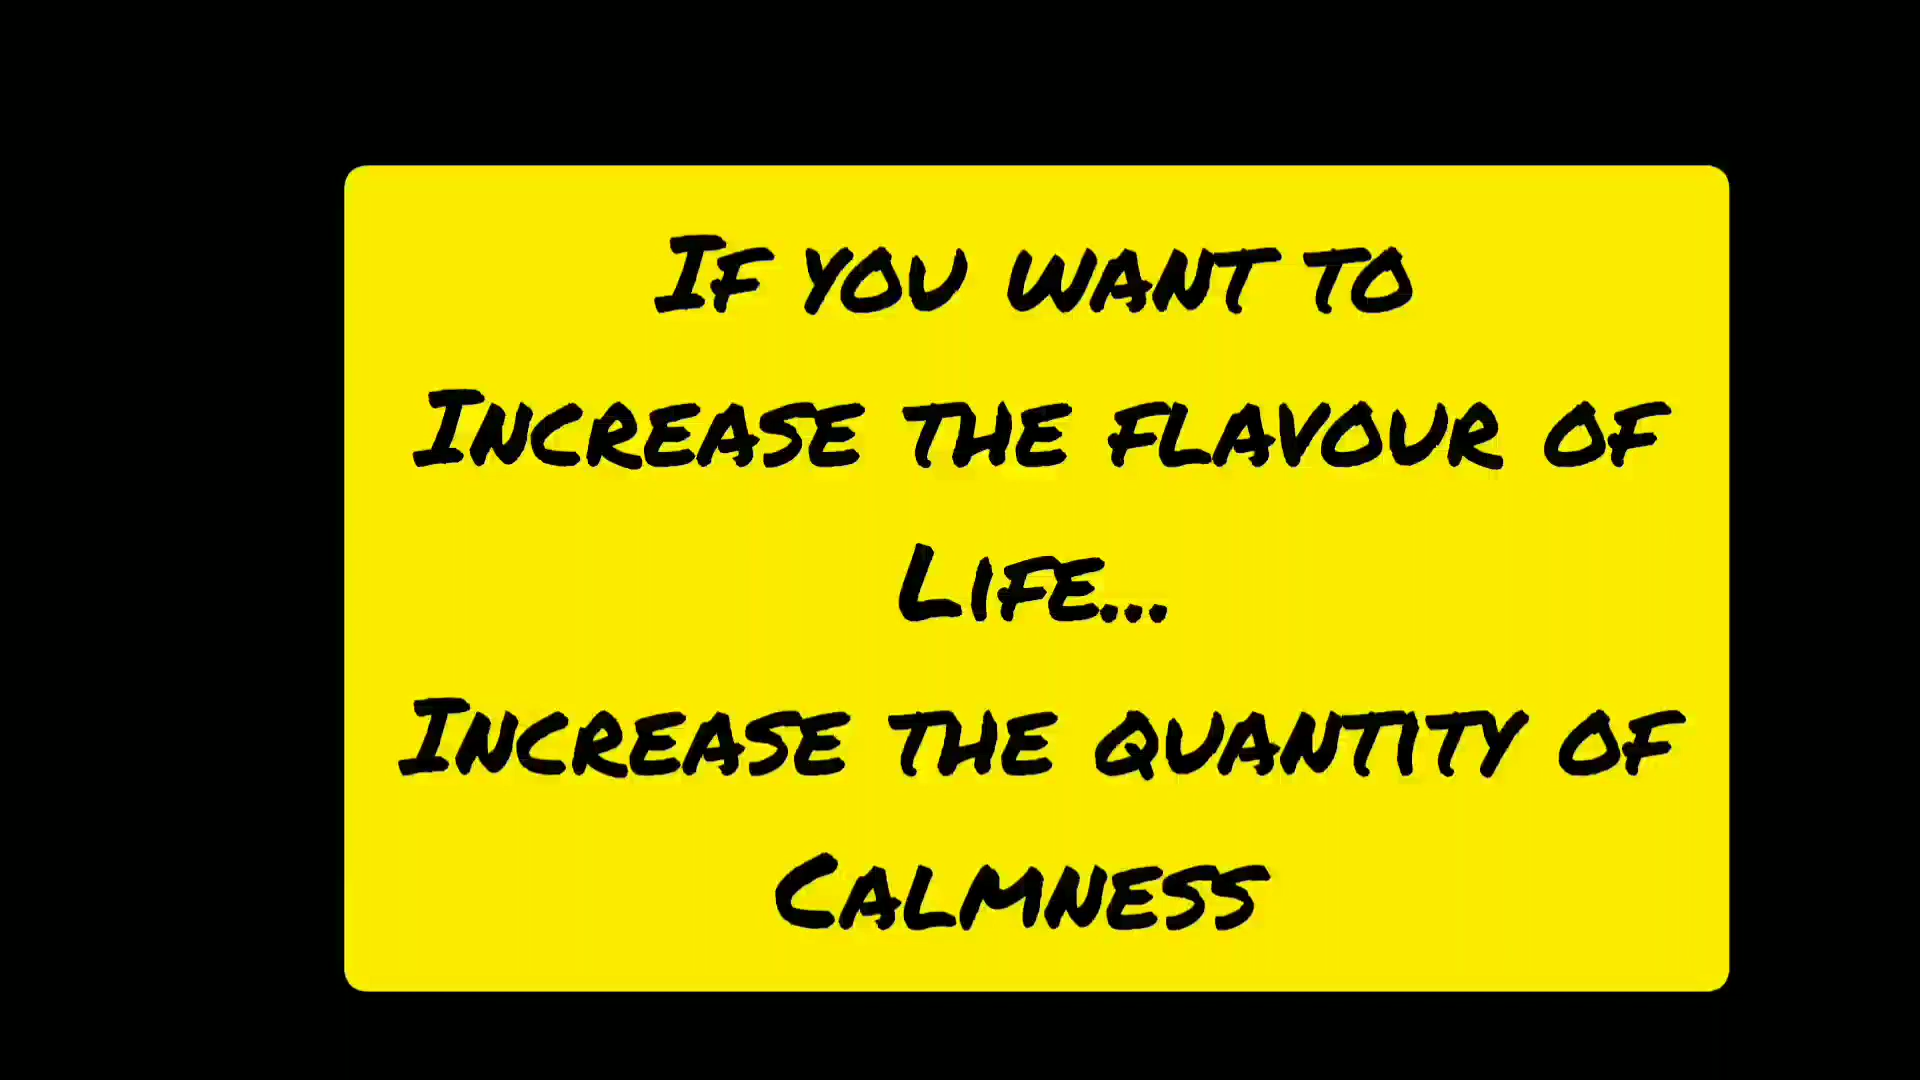 If you want to
Increase the flavour of
Life...
Increase the quantity of
Calmness